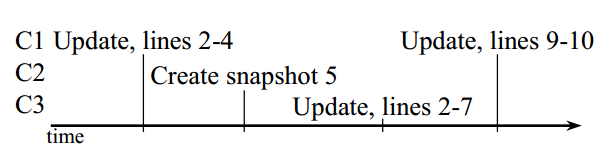 C1 Update, lines 2-4 Update, lines 9-10
C2 Create snapshot 5
C3 Update, lines 2-7
time